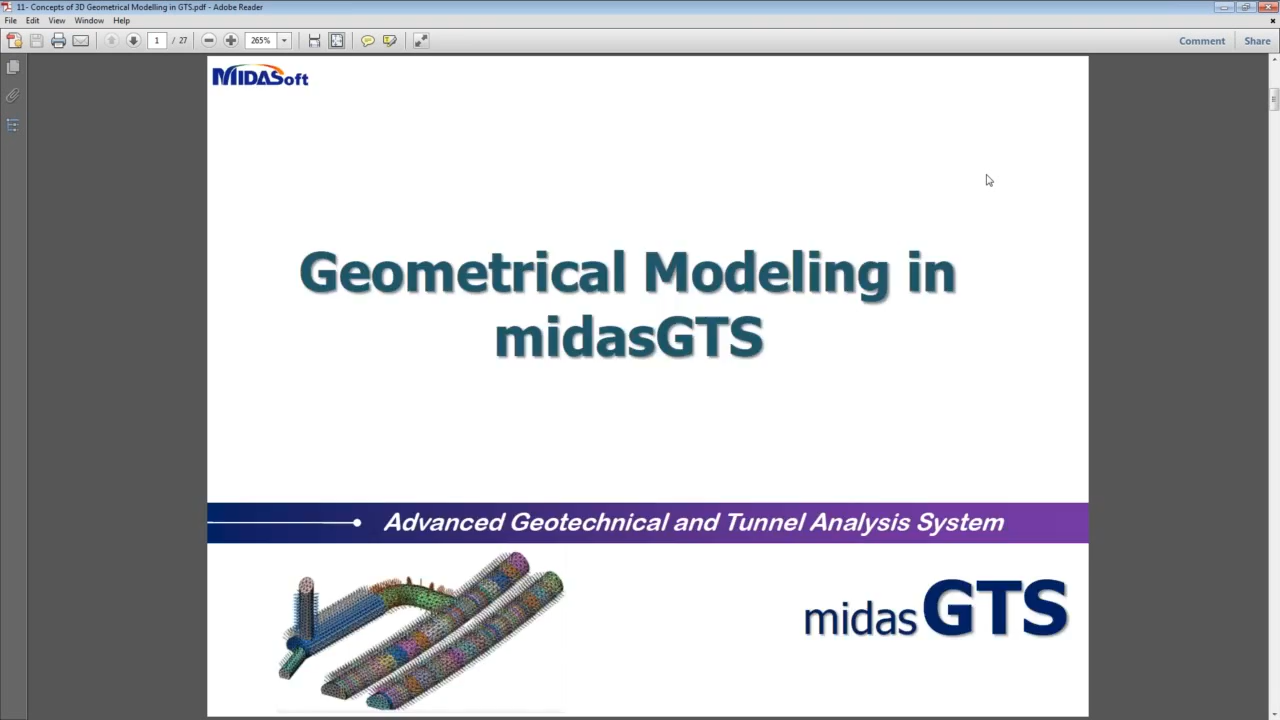 11- Concepts of 3D Geometrical Modelling in GTS.pdf - Adobe Reader
File Edit View Window Help
1 / 27 265% Comment Share
MIDASoft
Geometrical Modeling in
midasGTS
Advanced Geotechnical and Tunnel Analysis System
midas GTS